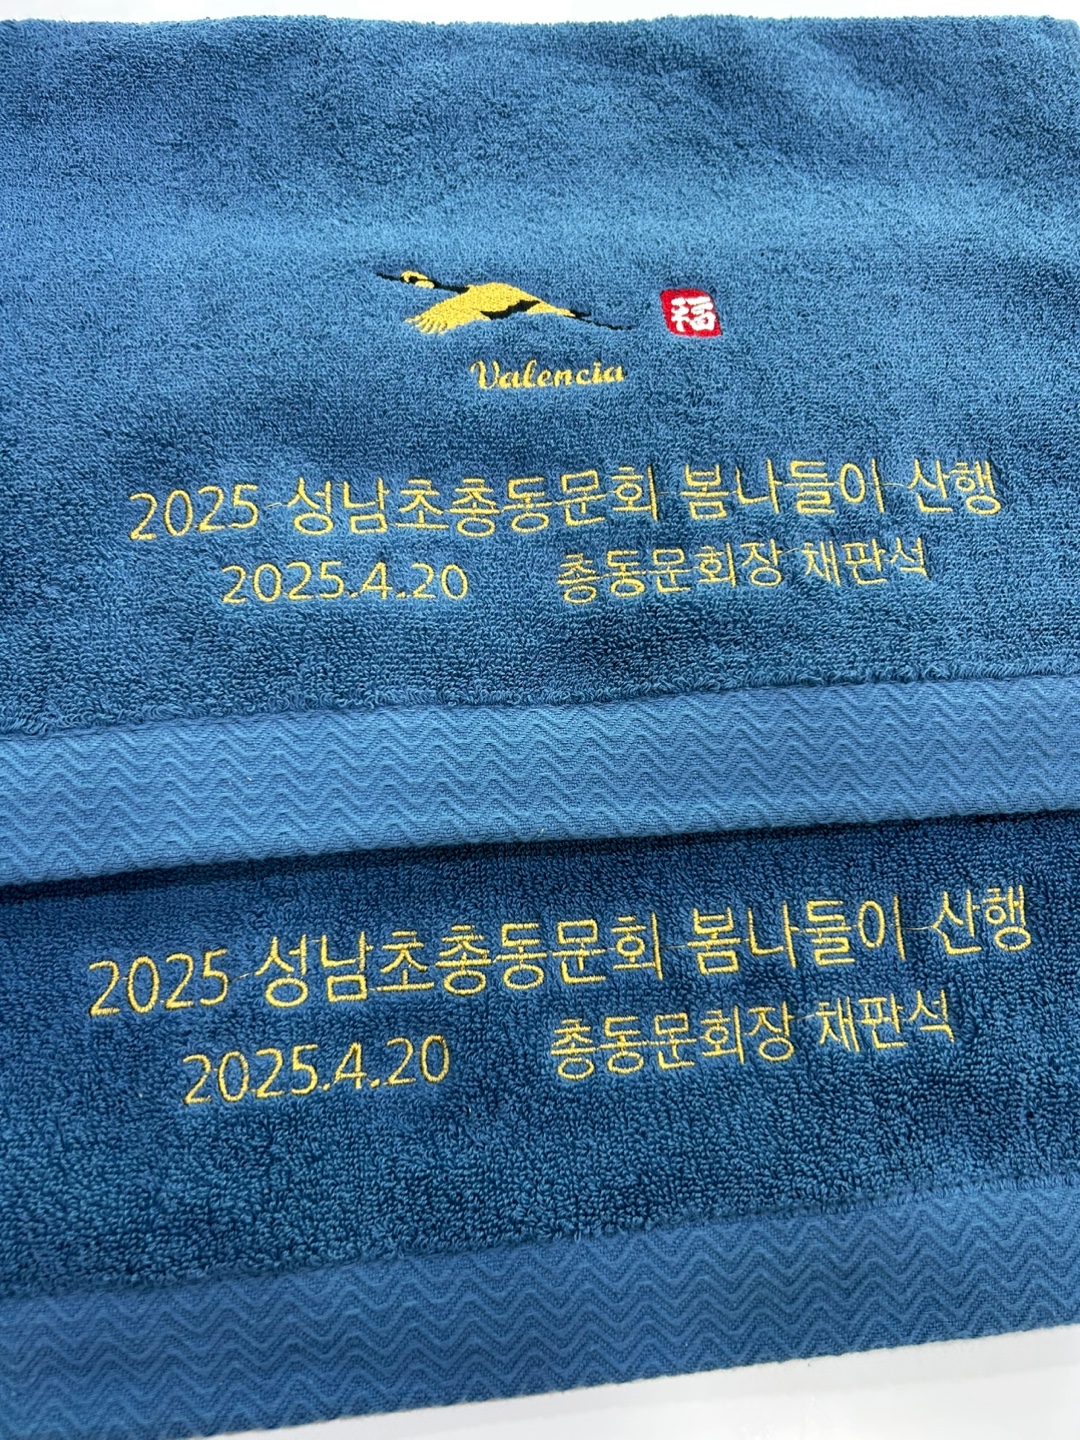 福
Valencia
2025 성남초총동문회 봄나들이 산행
2025.4.20 총동문회장 채판석
2025 성남초총동문회 봄나들이 산행
2025.4.20 총동문회장 채판석